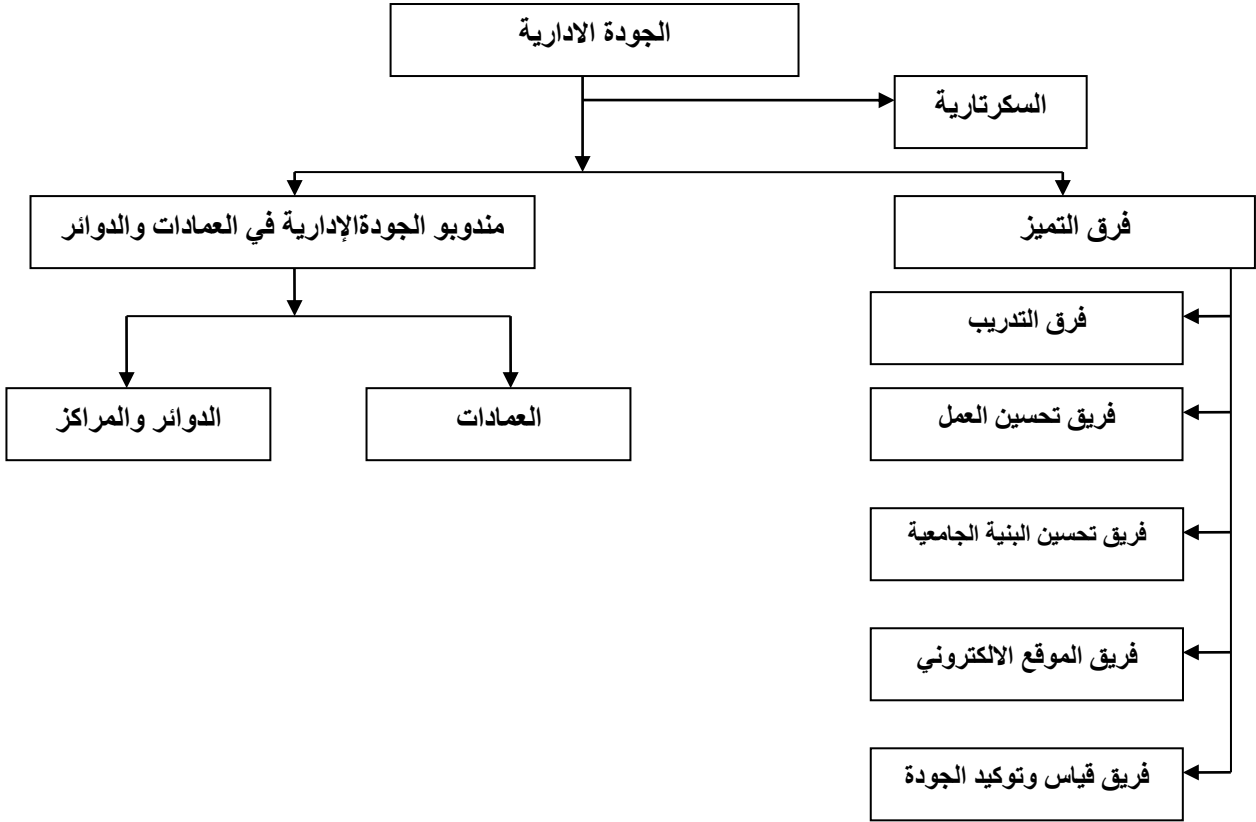 الجودة الادارية
السكرتارية
فرق التميز
مندوبو الجودةالإدارية في العمادات والدوائر
فرق التدريب
فريق تحسين العمل
العمادات
الدوائر والمراكز
فريق تحسين البنية الجامعية
فريق الموقع الالكتروني
فريق قياس وتوكيد الجودة